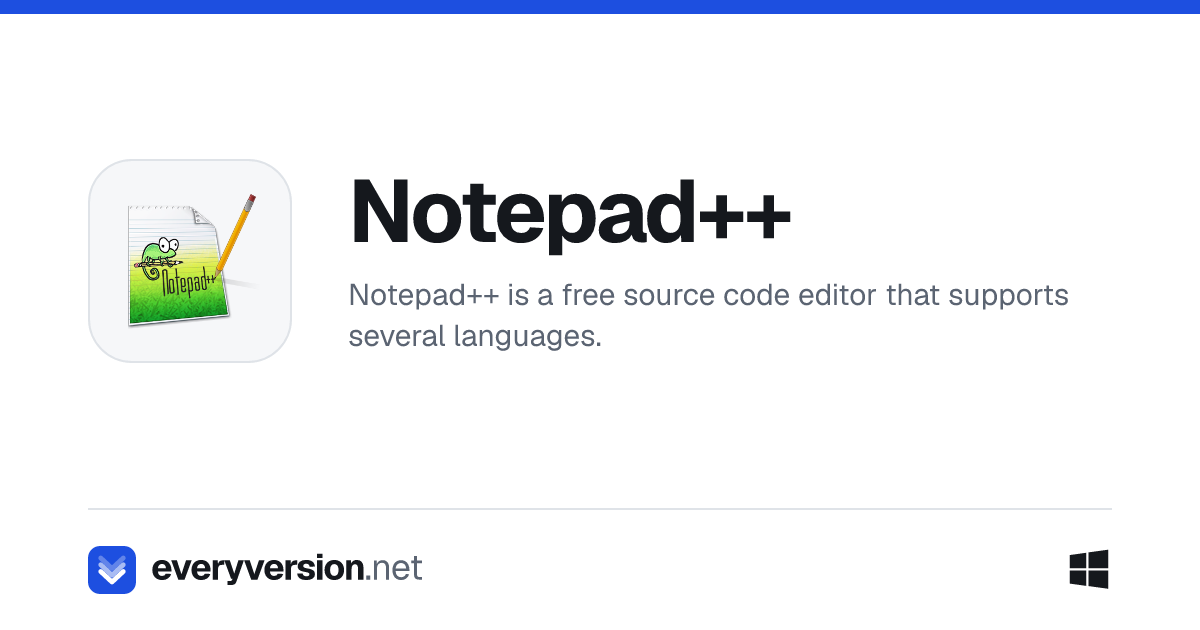 Notepad++
Notepad++
Notepad++ is a free source code editor that supports
several languages.
everyversion.net